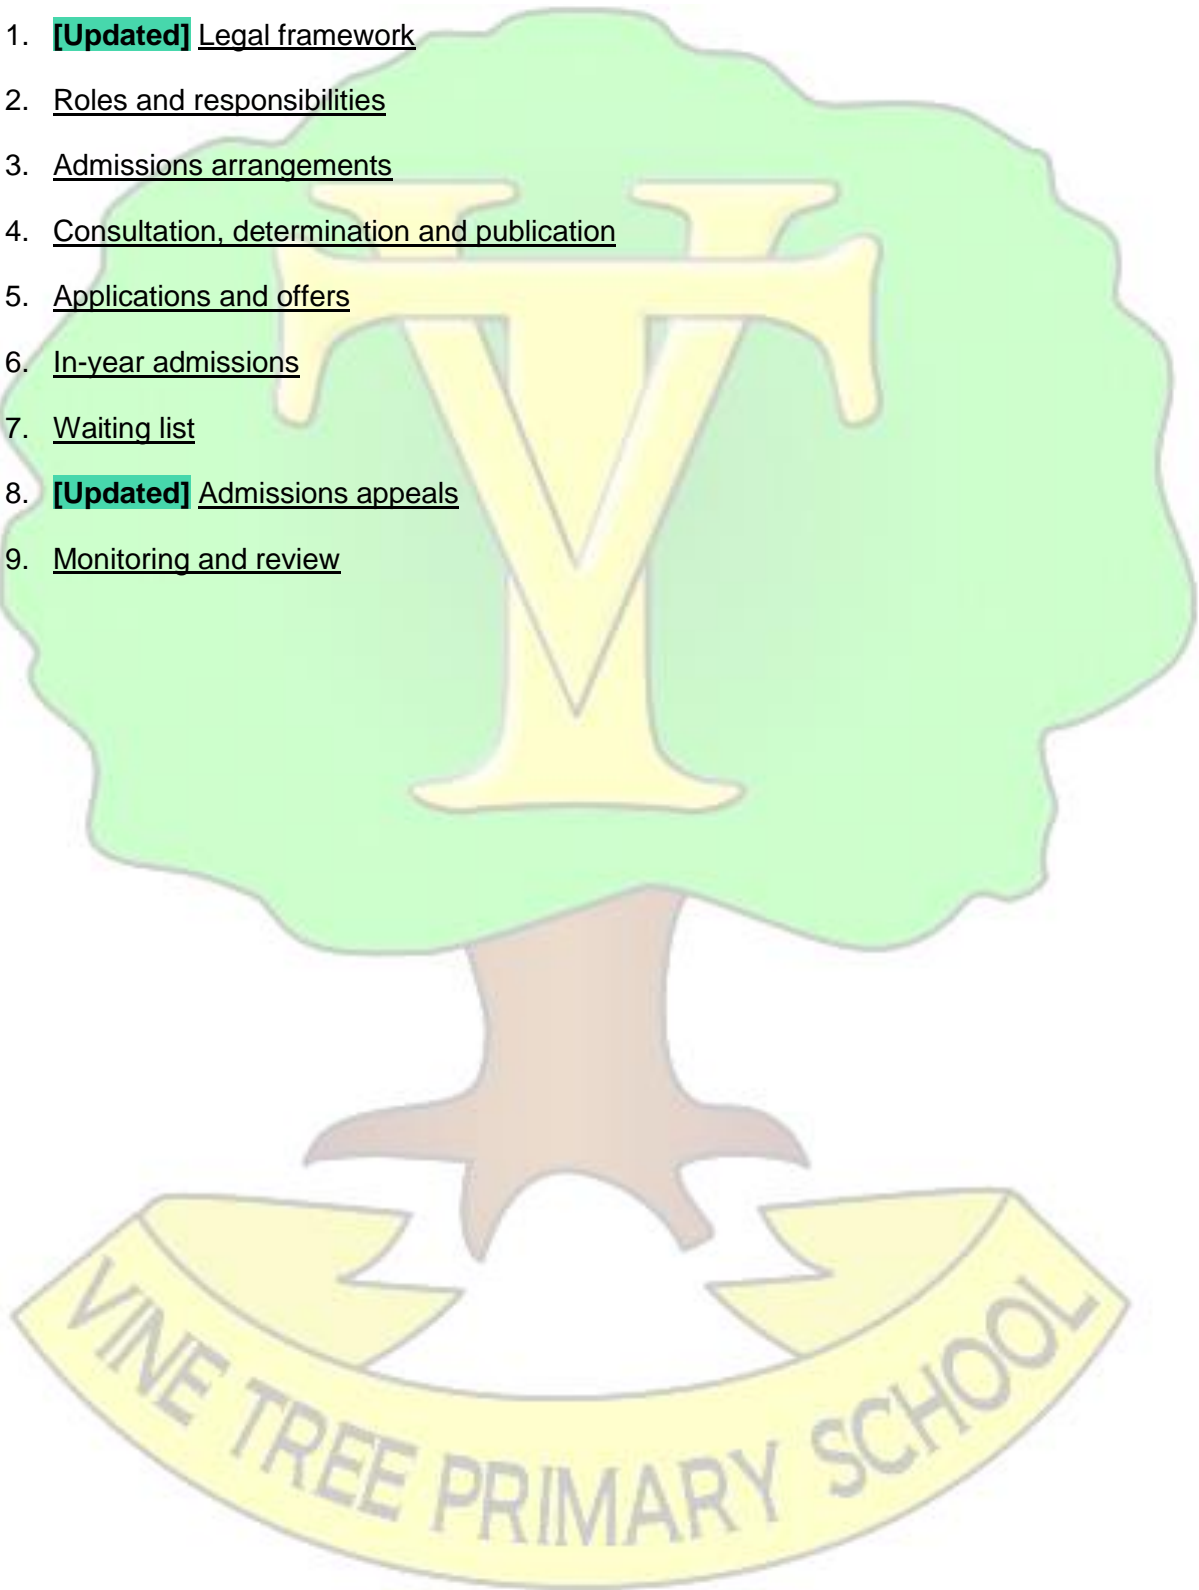 1. [Updated] Legal framework
2. Roles and responsibilities
3. Admissions arrangements
4. Consultation, determination and publication
5. Applications and offers
6. In-year admissions
7. Waiting list
8. [Updated] Admissions appeals
9. Monitoring and review
VT
VINE TREE PRIMARY SCHOOL